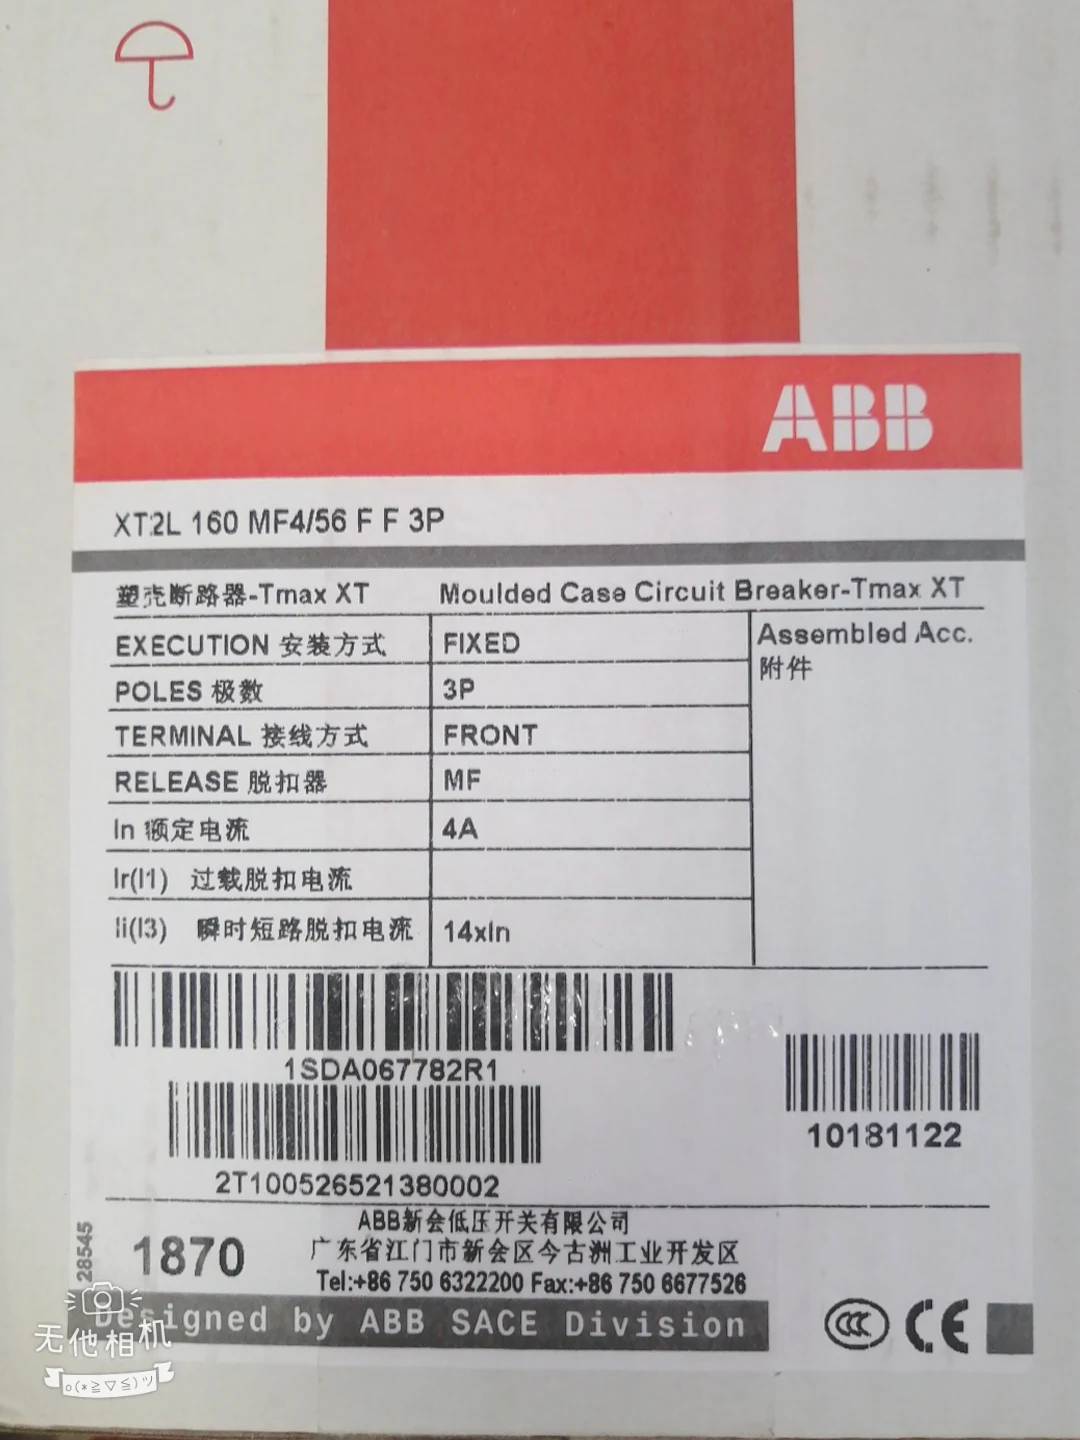 ABB
XT2L 160 MF4/56 F F 3P
塑壳断路器-Tmax XT Moulded Case Circuit Breaker-Tmax XT
EXECUTION 安装方式 FIXED Assembled Acc.
附件
POLES 极数 3P
TERMINAL 接线方式 FRONT
RELEASE 脱扣器 MF
In 额定电流 4A
Ir(I1) 过载脱扣电流
Ii(I3) 瞬时短路脱扣电流 14xIn
1SDA067782R1
10181122
2T100526521380002
ABB新会低压开关有限公司
28545
1870
广东省江门市新会区今古洲工业开发区
Tel:+86 750 6322200 Fax:+86 750 6677526
Designed by ABB SACE Division
CCC CE
无他相机
o(*≧▽≦)ツ